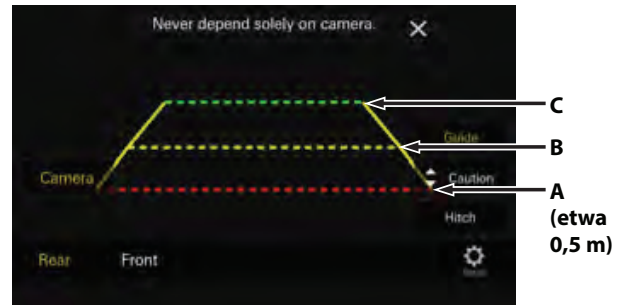 Never depend solely on camera.
C
Guide
B
Camera
Caution
A
(etwa
0,5 m)
Hitch
Rear Front